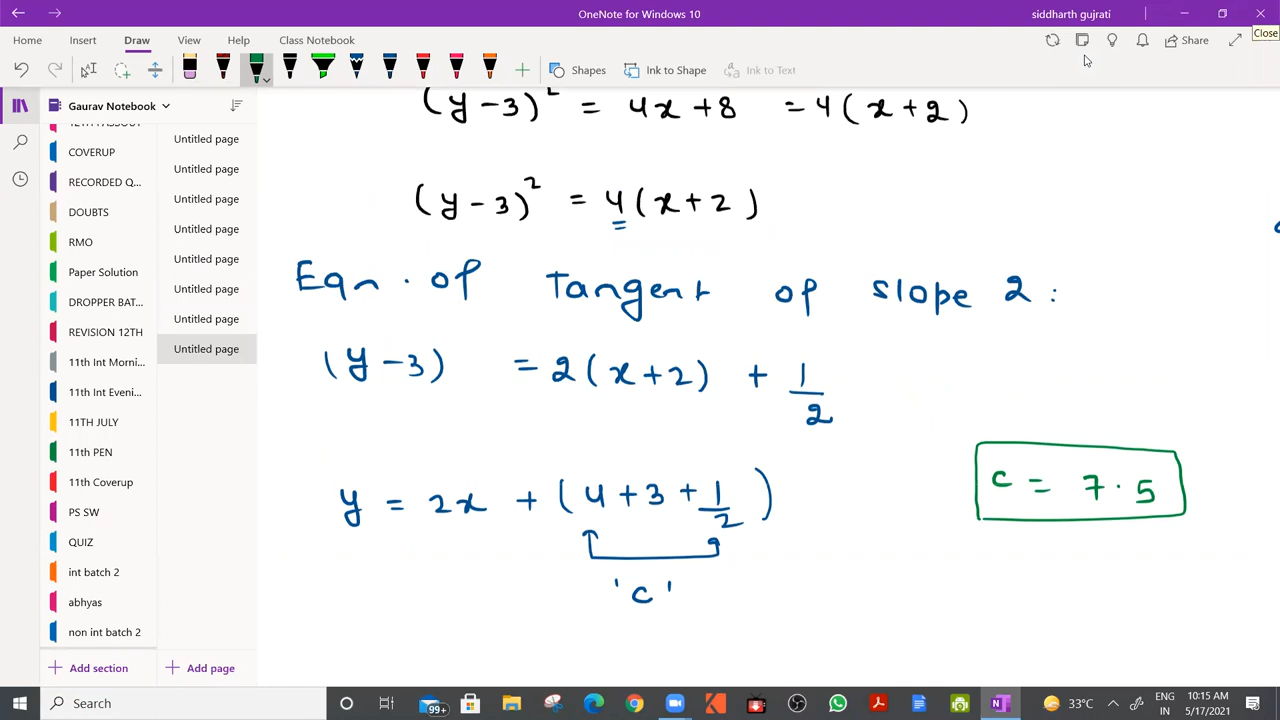 OneNote for Windows 10
siddharth gujrati
Close
Home Insert Draw View Help Class Notebook
Share
Shapes Ink to Shape Ink to Text
Gaurav Notebook
COVERUP
RECORDED Q...
DOUBTS
RMO
Paper Solution
DROPPER BAT...
REVISION 12TH
11th Int Morni...
11th Int Eveni...
11TH JULY
11th PEN
11th Coverup
PS SW
QUIZ
int batch 2
abhyas
non int batch 2
Add section
Untitled page
Untitled page
Untitled page
Untitled page
Untitled page
Untitled page
Untitled page
Untitled page
Add page
(y-3)² = 4x+8 = 4(x+2)
(y-3)² = 4(x+2)
Eqn. of Tangent of slope 2:
(y-3) = 2(x+2) + 1/2
y = 2x + (4+3+1/2)
'c'
c = 7.5
Search
99+
33°C
ENG
IN
10:15 AM
5/17/2021